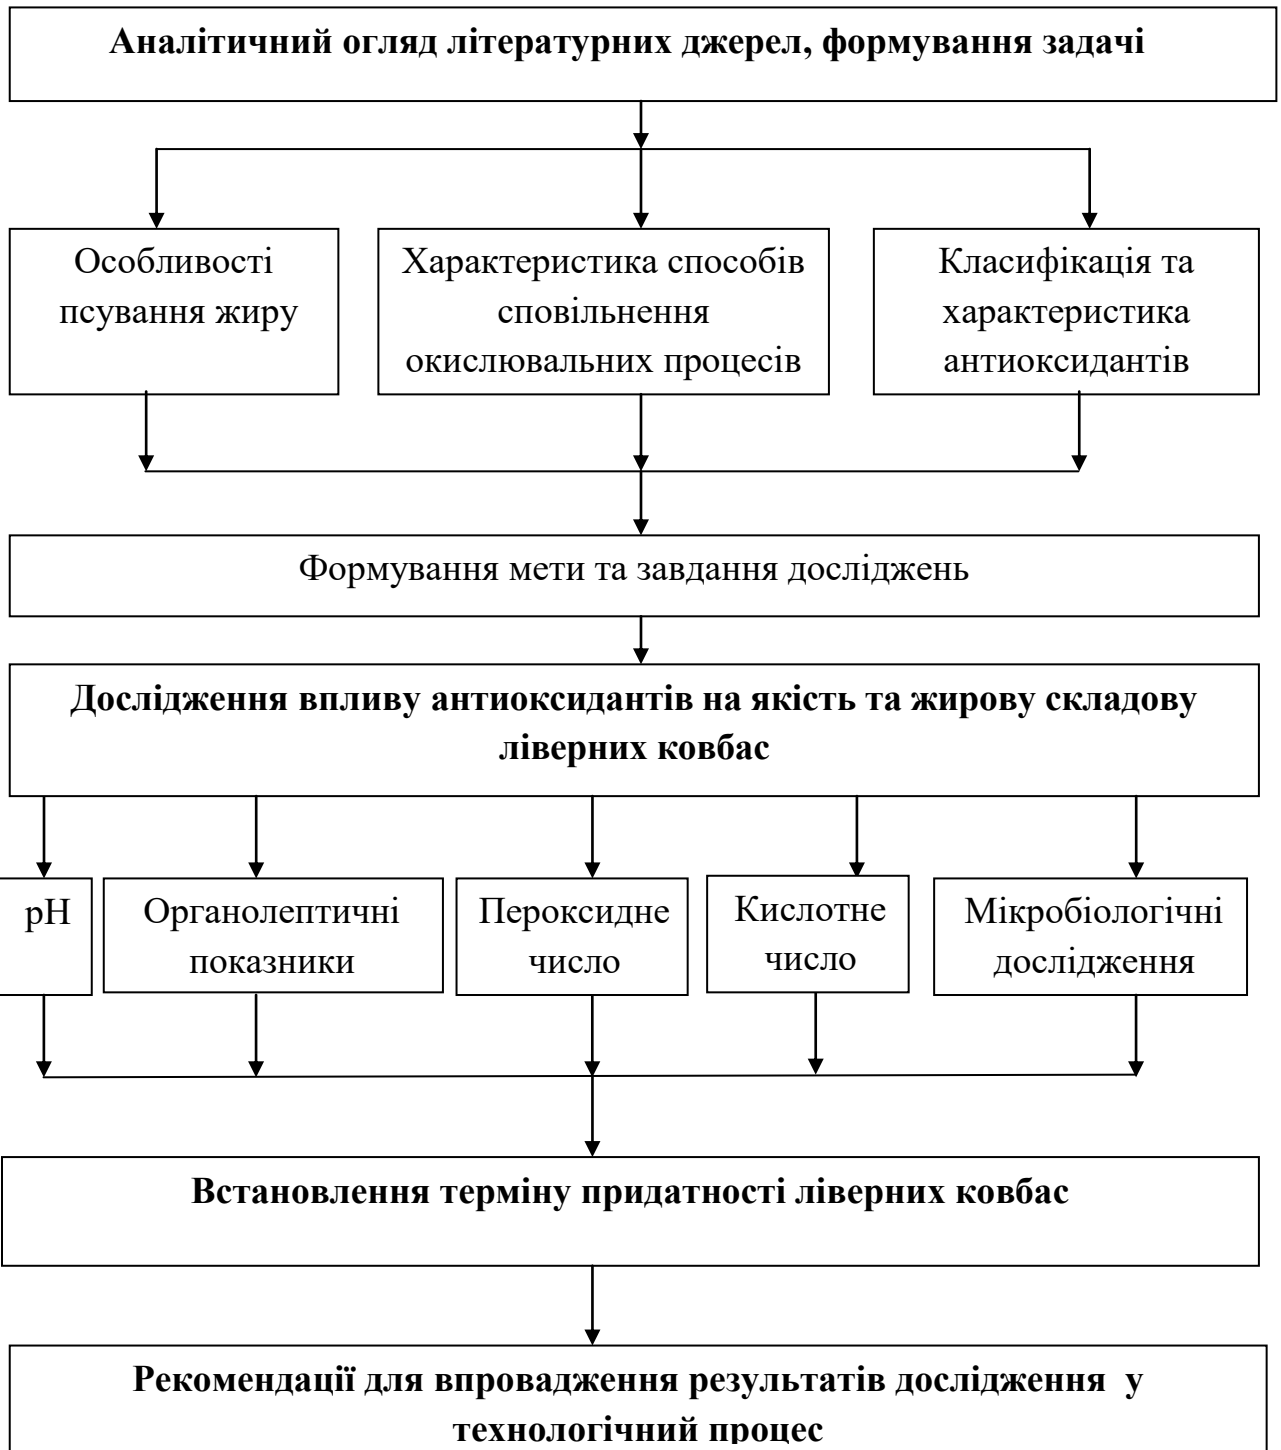 Аналітичний огляд літературних джерел, формування задачі
Особливості
псування жиру
Характеристика способів
сповільнення
окислювальних процесів
Класифікація та
характеристика
антиоксидантів
Формування мети та завдання досліджень
Дослідження впливу антиоксидантів на якість та жирову складову
ліверних ковбас
рН
Органолептичні
показники
Пероксидне
число
Кислотне
число
Мікробіологічні
дослідження
Встановлення терміну придатності ліверних ковбас
Рекомендації для впровадження результатів дослідження у
технологічний процес